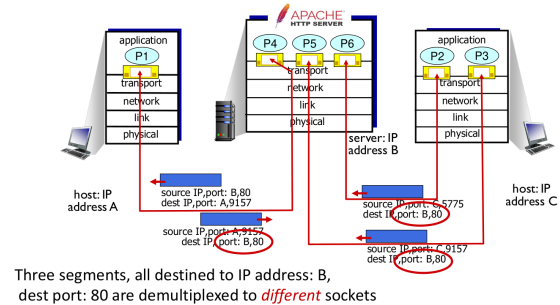 APACHE
HTTP SERVER
application
P1
transport
network
link
physical
host: IP
address A
P4 P5 P6
transport
network
link
physical
server: IP
address B
application
P2 P3
transport
network
link
physical
host: IP
address C
source IP,port: B,80
dest IP,port: A,9157
source IP,port: A,9157
dest IP, port: B,80
source IP,port: C,5775
dest IP,port: B,80
source IP,port: C,9157
dest IP,port: B,80
Three segments, all destined to IP address: B,
dest port: 80 are demultiplexed to different sockets